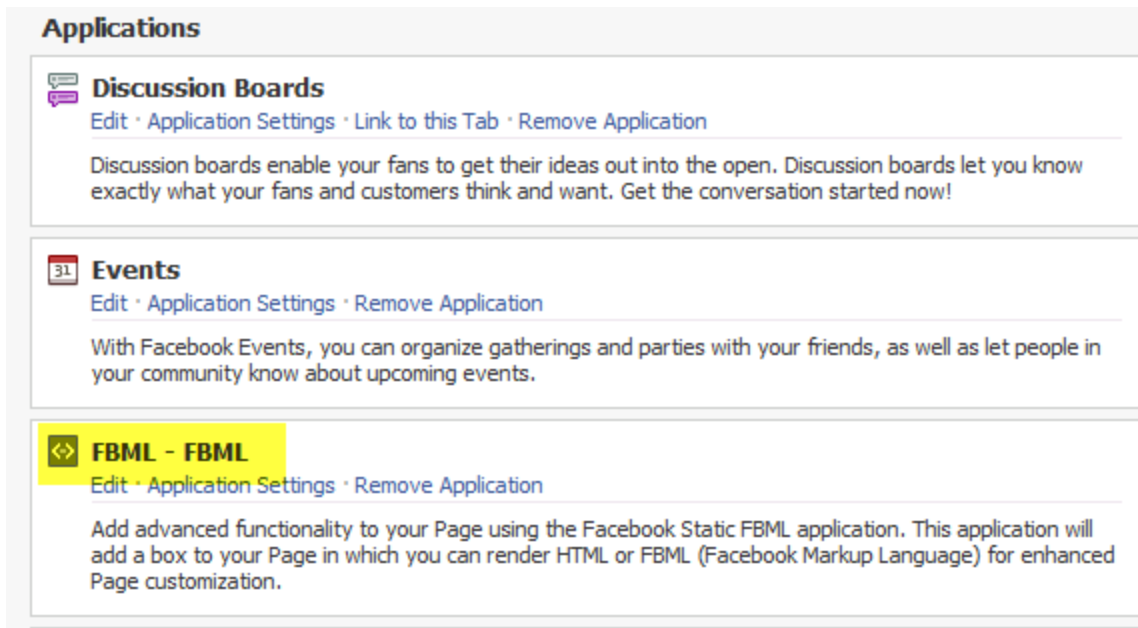 Applications
Discussion Boards
Edit · Application Settings · Link to this Tab · Remove Application
Discussion boards enable your fans to get their ideas out into the open. Discussion boards let you know
exactly what your fans and customers think and want. Get the conversation started now!
31
Events
Edit · Application Settings · Remove Application
With Facebook Events, you can organize gatherings and parties with your friends, as well as let people in
your community know about upcoming events.
FBML - FBML
Edit · Application Settings · Remove Application
Add advanced functionality to your Page using the Facebook Static FBML application. This application will
add a box to your Page in which you can render HTML or FBML (Facebook Markup Language) for enhanced
Page customization.